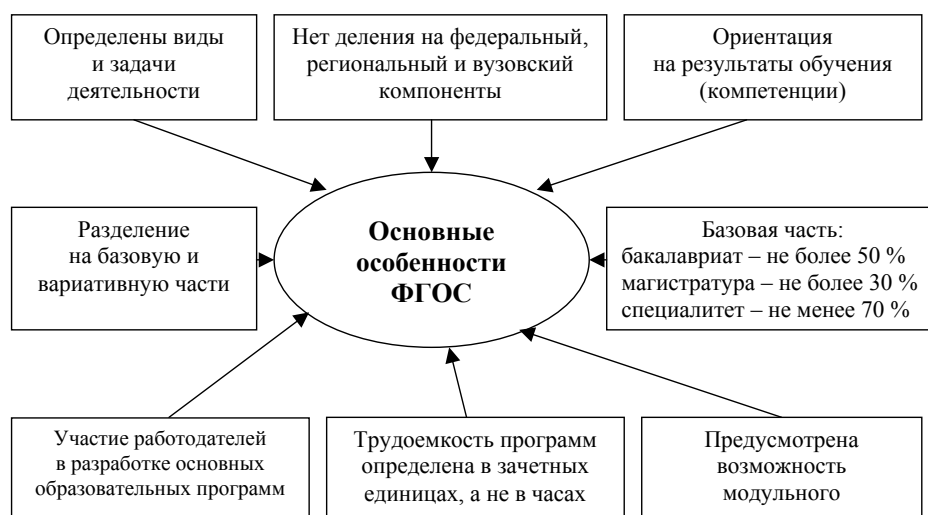 Определены виды
и задачи
деятельности
Нет деления на федеральный,
региональный и вузовский
компоненты
Ориентация
на результаты обучения
(компетенции)
Разделение
на базовую и
вариативную части
Основные
особенности
ФГОС
Базовая часть:
бакалавриат – не более 50 %
магистратура – не более 30 %
специалитет – не менее 70 %
Участие работодателей
в разработке основных
образовательных программ
Трудоемкость программ
определена в зачетных
единицах, а не в часах
Предусмотрена
возможность
модульного